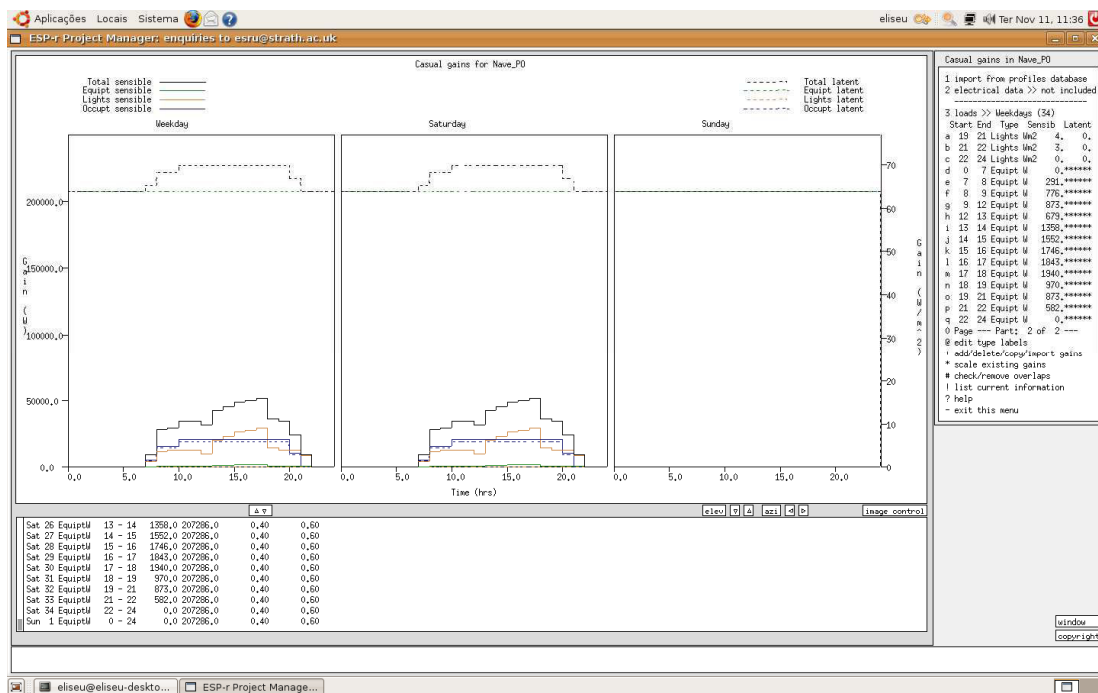 Aplicações Locais Sistema eliseu Ter Nov 11, 11:36
ESP-r Project Manager: enquiries to esru@strath.ac.uk
Casual gains for Nave_PO
Total sensible
Equipt sensible
Lights sensible
Occupt sensible
Total latent
Equipt latent
Lights latent
Occupt latent
Weekday Saturday Sunday
200000.0
150000.0
100000.0
50000.0
0.0
Gain (W)
70
60
50
40
30
20
10
0
Gain (W/m^2)
0.0 5.0 10.0 15.0 20.0 0.0 5.0 10.0 15.0 20.0 0.0 5.0 10.0 15.0 20.0
Time (hrs)
elev azi image control
Sat 26 EquiptW 13 - 14 1358.0 207286.0 0.40 0.60
Sat 27 EquiptW 14 - 15 1552.0 207286.0 0.40 0.60
Sat 28 EquiptW 15 - 16 1746.0 207286.0 0.40 0.60
Sat 29 EquiptW 16 - 17 1843.0 207286.0 0.40 0.60
Sat 30 EquiptW 17 - 18 1940.0 207286.0 0.40 0.60
Sat 31 EquiptW 18 - 19 970.0 207286.0 0.40 0.60
Sat 32 EquiptW 19 - 21 873.0 207286.0 0.40 0.60
Sat 33 EquiptW 21 - 22 582.0 207286.0 0.40 0.60
Sat 34 EquiptW 22 - 24 0.0 207286.0 0.40 0.60
Sun 1 EquiptW 0 - 24 0.0 207286.0 0.40 0.60
Casual gains in Nave_PO
1 import from profiles database
2 electrical data >> not included
------------------------------
3 loads >> Weekdays (34)
Start End Type Sensib Latent
a 19 21 Lights Wm2 4. 0.
b 21 22 Lights Wm2 3. 0.
c 22 24 Lights Wm2 0. 0.
d 0 7 Equipt W 0.******
e 7 8 Equipt W 291.******
f 8 9 Equipt W 776.******
g 9 12 Equipt W 873.******
h 12 13 Equipt W 679.******
i 13 14 Equipt W 1358.******
j 14 15 Equipt W 1552.******
k 15 16 Equipt W 1746.******
l 16 17 Equipt W 1843.******
m 17 18 Equipt W 1940.******
n 18 19 Equipt W 970.******
o 19 21 Equipt W 873.******
p 21 22 Equipt W 582.******
q 22 24 Equipt W 0.******
0 Page --- Part: 2 of 2 ---
@ edit type labels
+ add/delete/copy/import gains
* scale existing gains
# check/remove overlaps
! list current information
? help
- exit this menu
window
copyright
eliseu@eliseu-deskto... ESP-r Project Manage...